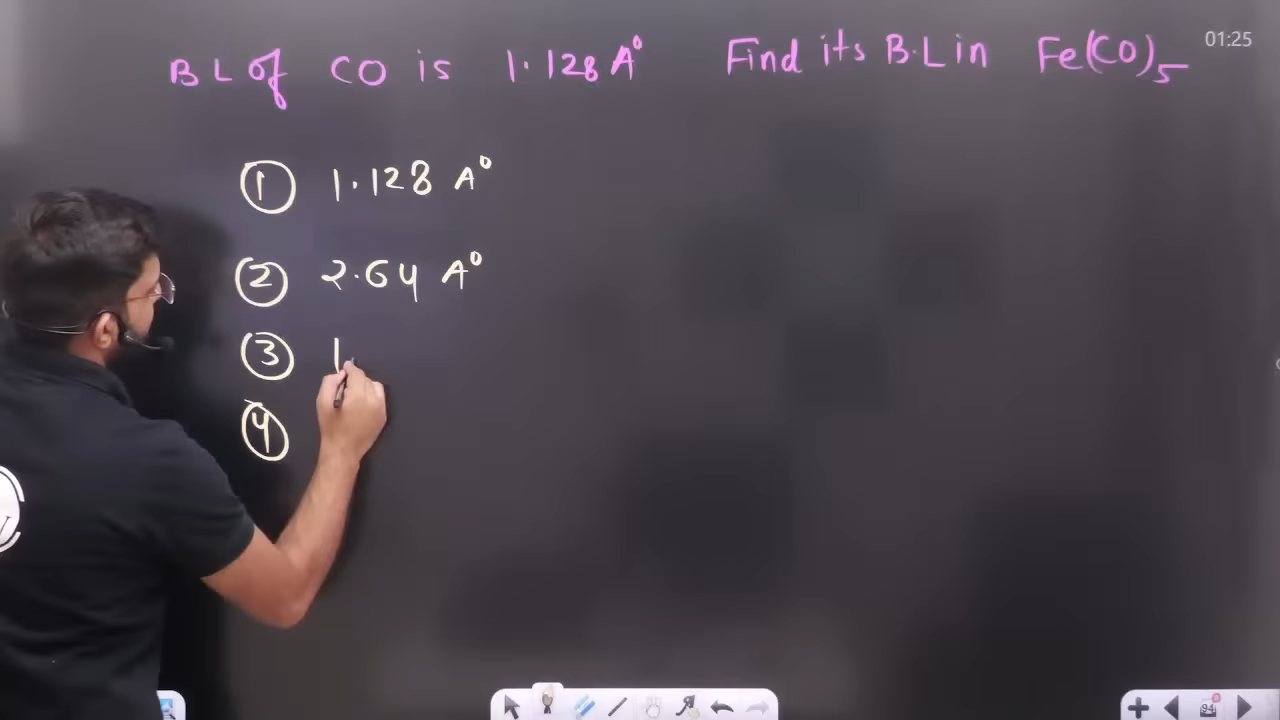 BL of CO is 1.128 A° Find its B.L in Fe(CO)5 01:25
① 1.128 A°
② 2.64 A°
③ 1
④